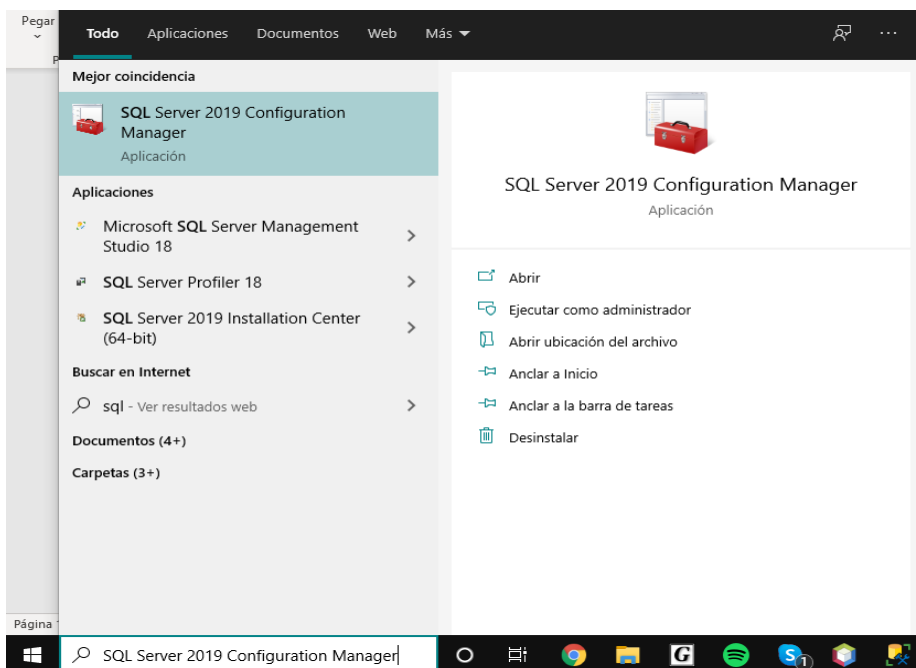 Pegar
Todo Aplicaciones Documentos Web Más
Mejor coincidencia
SQL Server 2019 Configuration
Manager
Aplicación
Aplicaciones
Microsoft SQL Server Management
Studio 18
SQL Server Profiler 18
SQL Server 2019 Installation Center
(64-bit)
Buscar en Internet
sql - Ver resultados web
Documentos (4+)
Carpetas (3+)
SQL Server 2019 Configuration Manager
Aplicación
Abrir
Ejecutar como administrador
Abrir ubicación del archivo
Anclar a Inicio
Anclar a la barra de tareas
Desinstalar
Página
SQL Server 2019 Configuration Manager
G
S 1